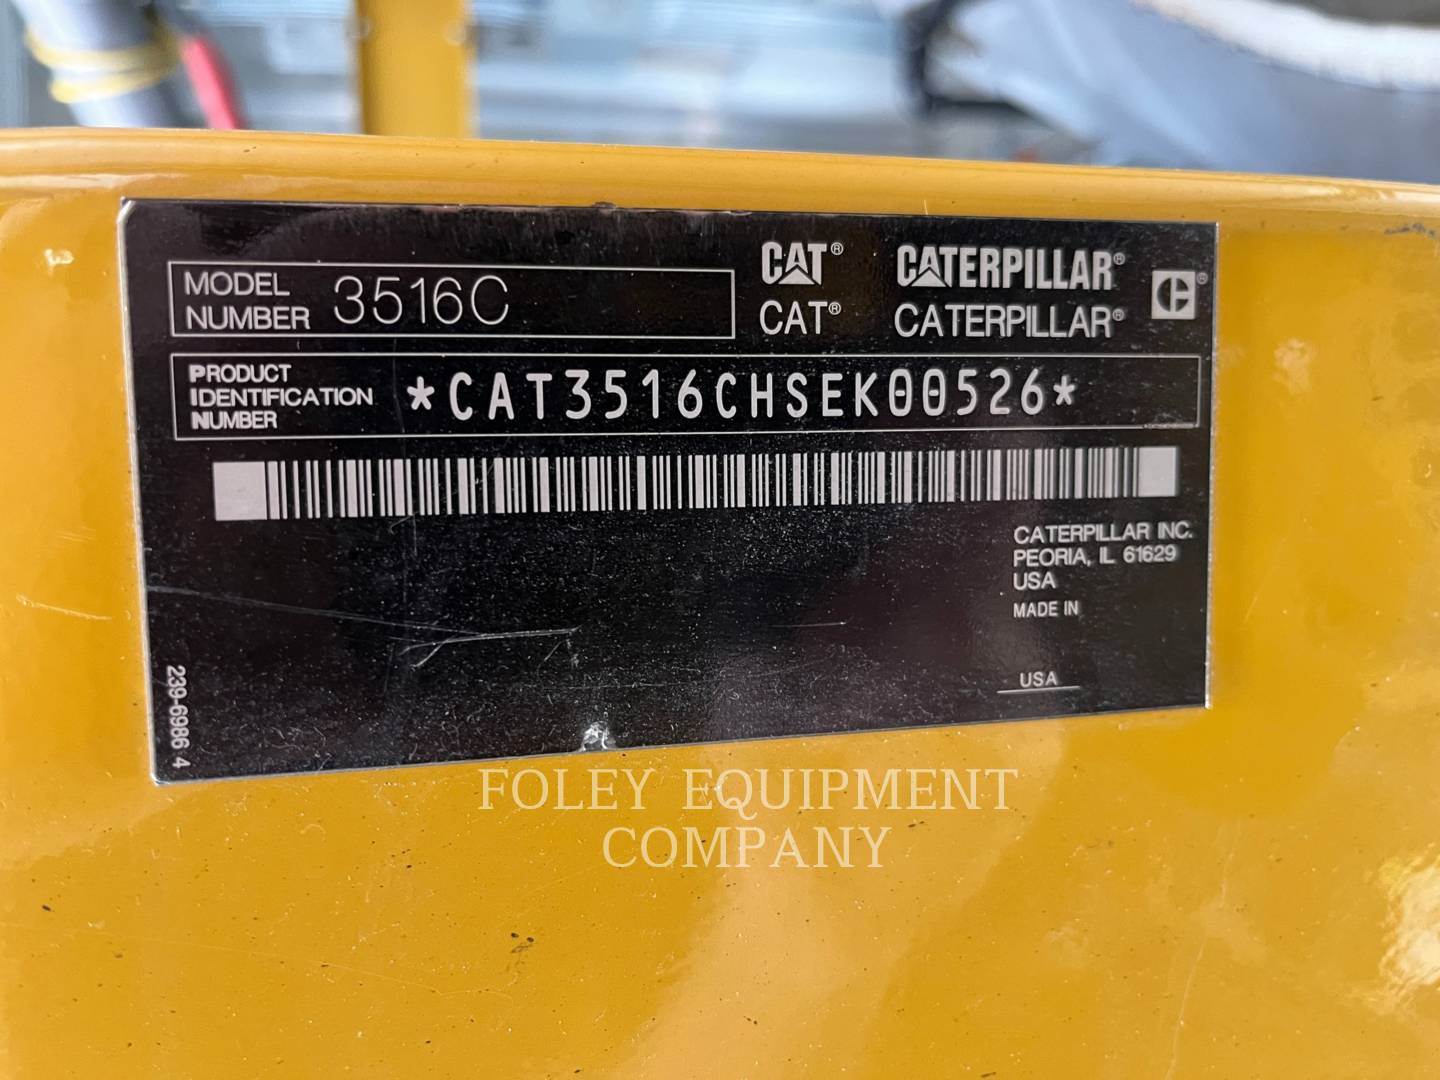 MODEL NUMBER 3516C
CAT® CATERPILLAR®
CAT® CATERPILLAR®
PRODUCT IDENTIFICATION NUMBER *CAT3516CHSEK00526*
CATERPILLAR INC.
PEORIA, IL 61629
USA
MADE IN
USA
239-6986 4
FOLEY EQUIPMENT
COMPANY